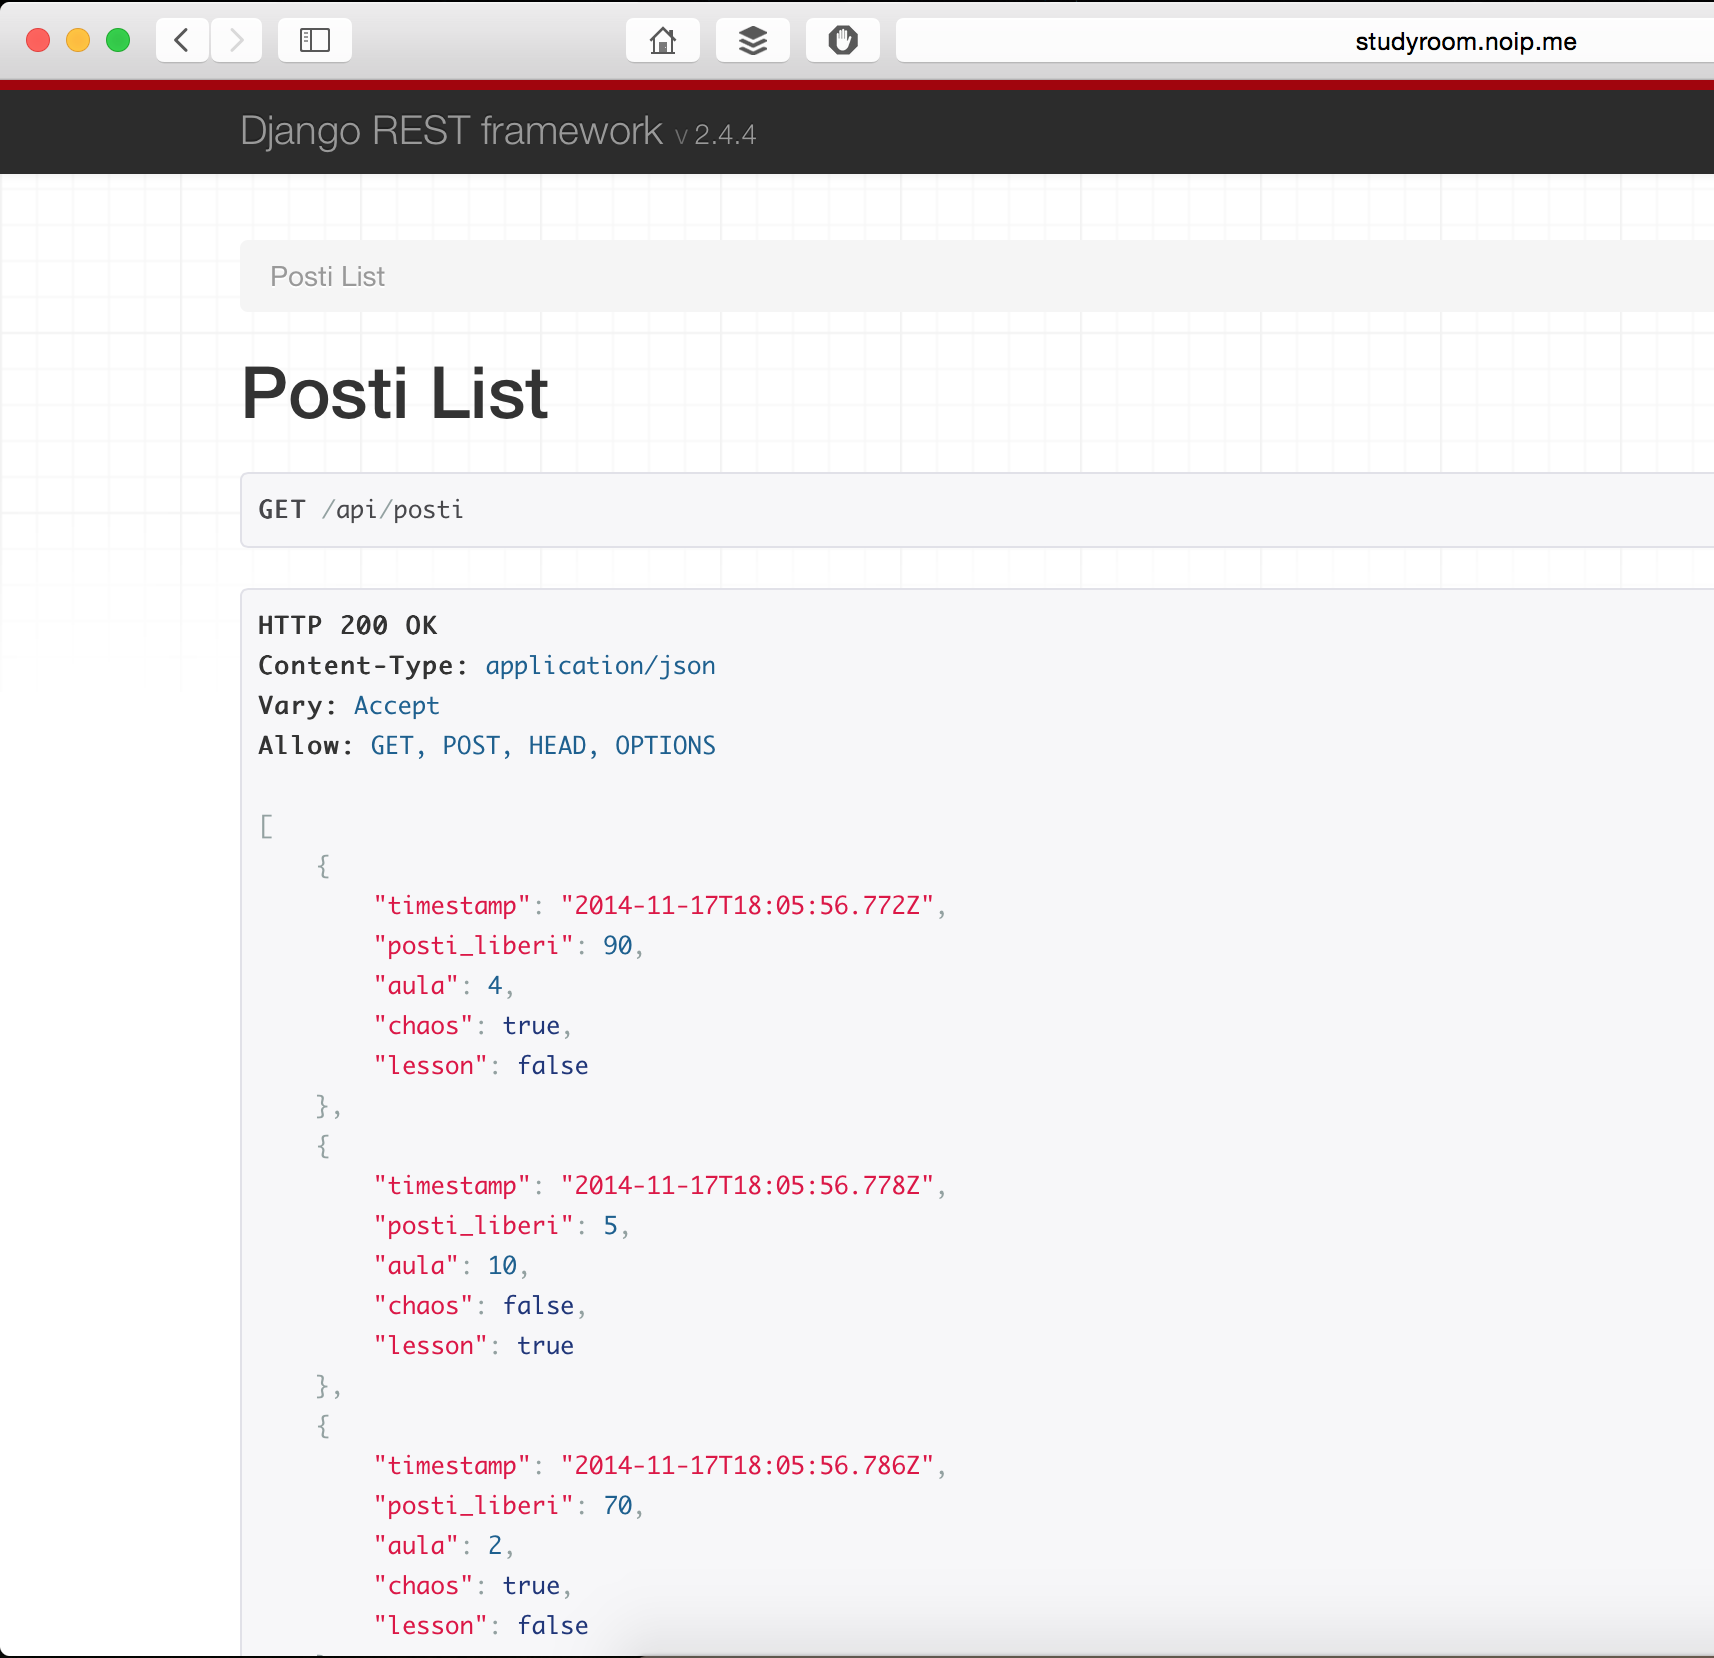 studyroom.noip.me
Django REST framework v 2.4.4
Posti List
Posti List
GET /api/posti
HTTP 200 OK
Content-Type: application/json
Vary: Accept
Allow: GET, POST, HEAD, OPTIONS
[
{
"timestamp": "2014-11-17T18:05:56.772Z",
"posti_liberi": 90,
"aula": 4,
"chaos": true,
"lesson": false
},
{
"timestamp": "2014-11-17T18:05:56.778Z",
"posti_liberi": 5,
"aula": 10,
"chaos": false,
"lesson": true
},
{
"timestamp": "2014-11-17T18:05:56.786Z",
"posti_liberi": 70,
"aula": 2,
"chaos": true,
"lesson": false